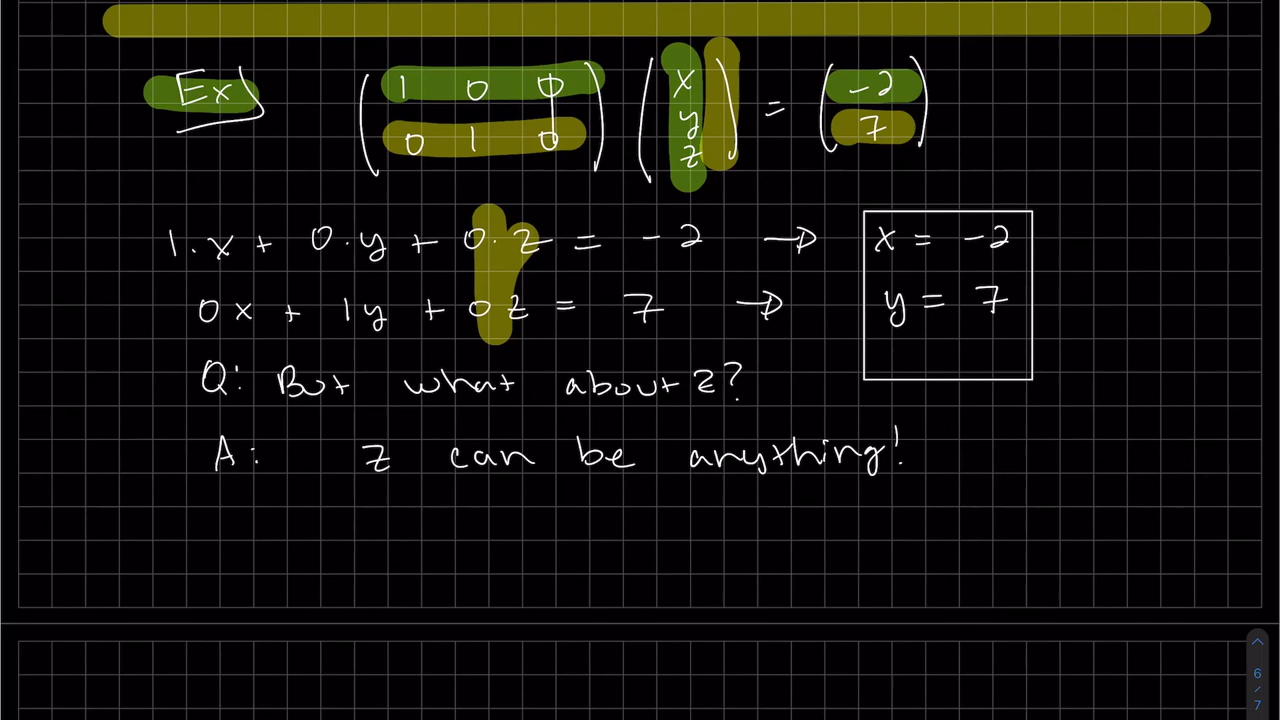 Ex) (1 0 0) (x) = (-2)
(0 1 0) (y) (7)
(z)
1·x + 0·y + 0·z = -2 → x = -2
0x + 1y + 0z = 7 → y = 7
Q: But what about z?
A: z can be anything!
6
/
7